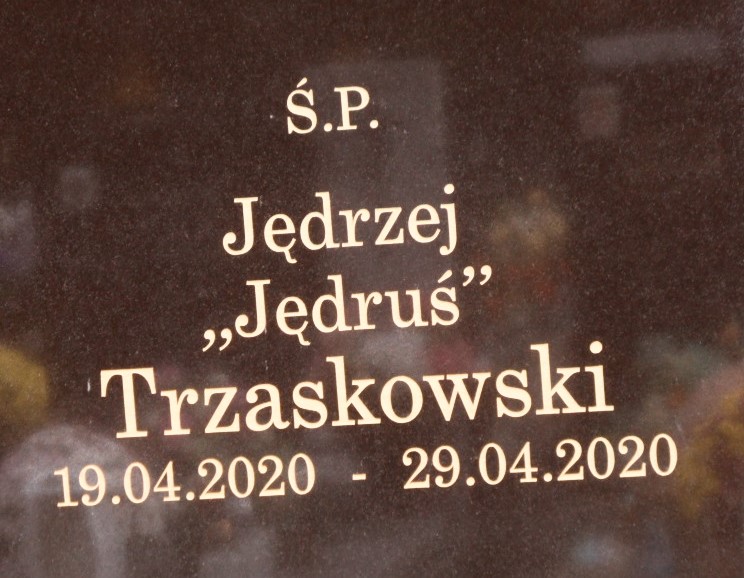 Ś.P.
Jędrzej
„Jędruś”
Trzaskowski
19.04.2020 - 29.04.2020